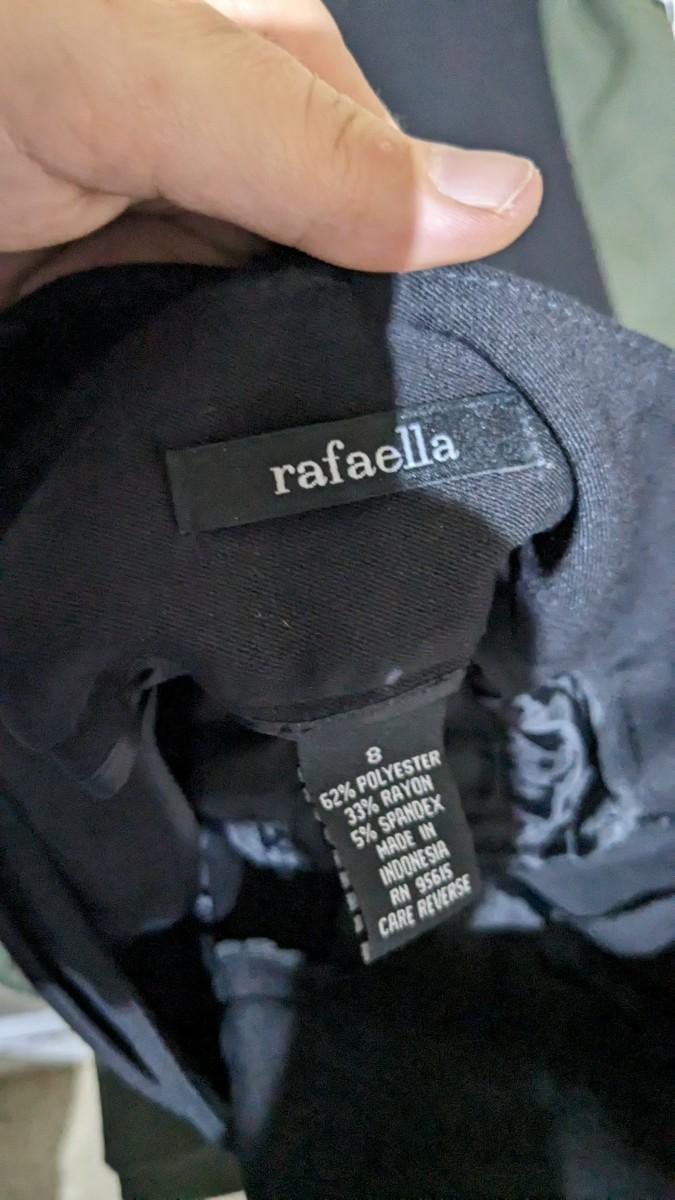 rafaella
8
62% POLYESTER
33% RAYON
5% SPANDEX
MADE IN
INDONESIA
RN 95615
CARE REVERSE